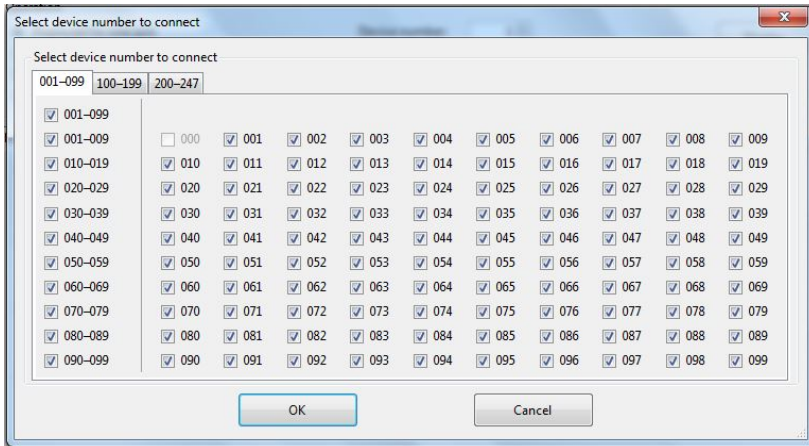 Select device number to connect
Select device number to connect
001–099 100–199 200–247
001–099
001–009 000 001 002 003 004 005 006 007 008 009
010–019 010 011 012 013 014 015 016 017 018 019
020–029 020 021 022 023 024 025 026 027 028 029
030–039 030 031 032 033 034 035 036 037 038 039
040–049 040 041 042 043 044 045 046 047 048 049
050–059 050 051 052 053 054 055 056 057 058 059
060–069 060 061 062 063 064 065 066 067 068 069
070–079 070 071 072 073 074 075 076 077 078 079
080–089 080 081 082 083 084 085 086 087 088 089
090–099 090 091 092 093 094 095 096 097 098 099
OK Cancel